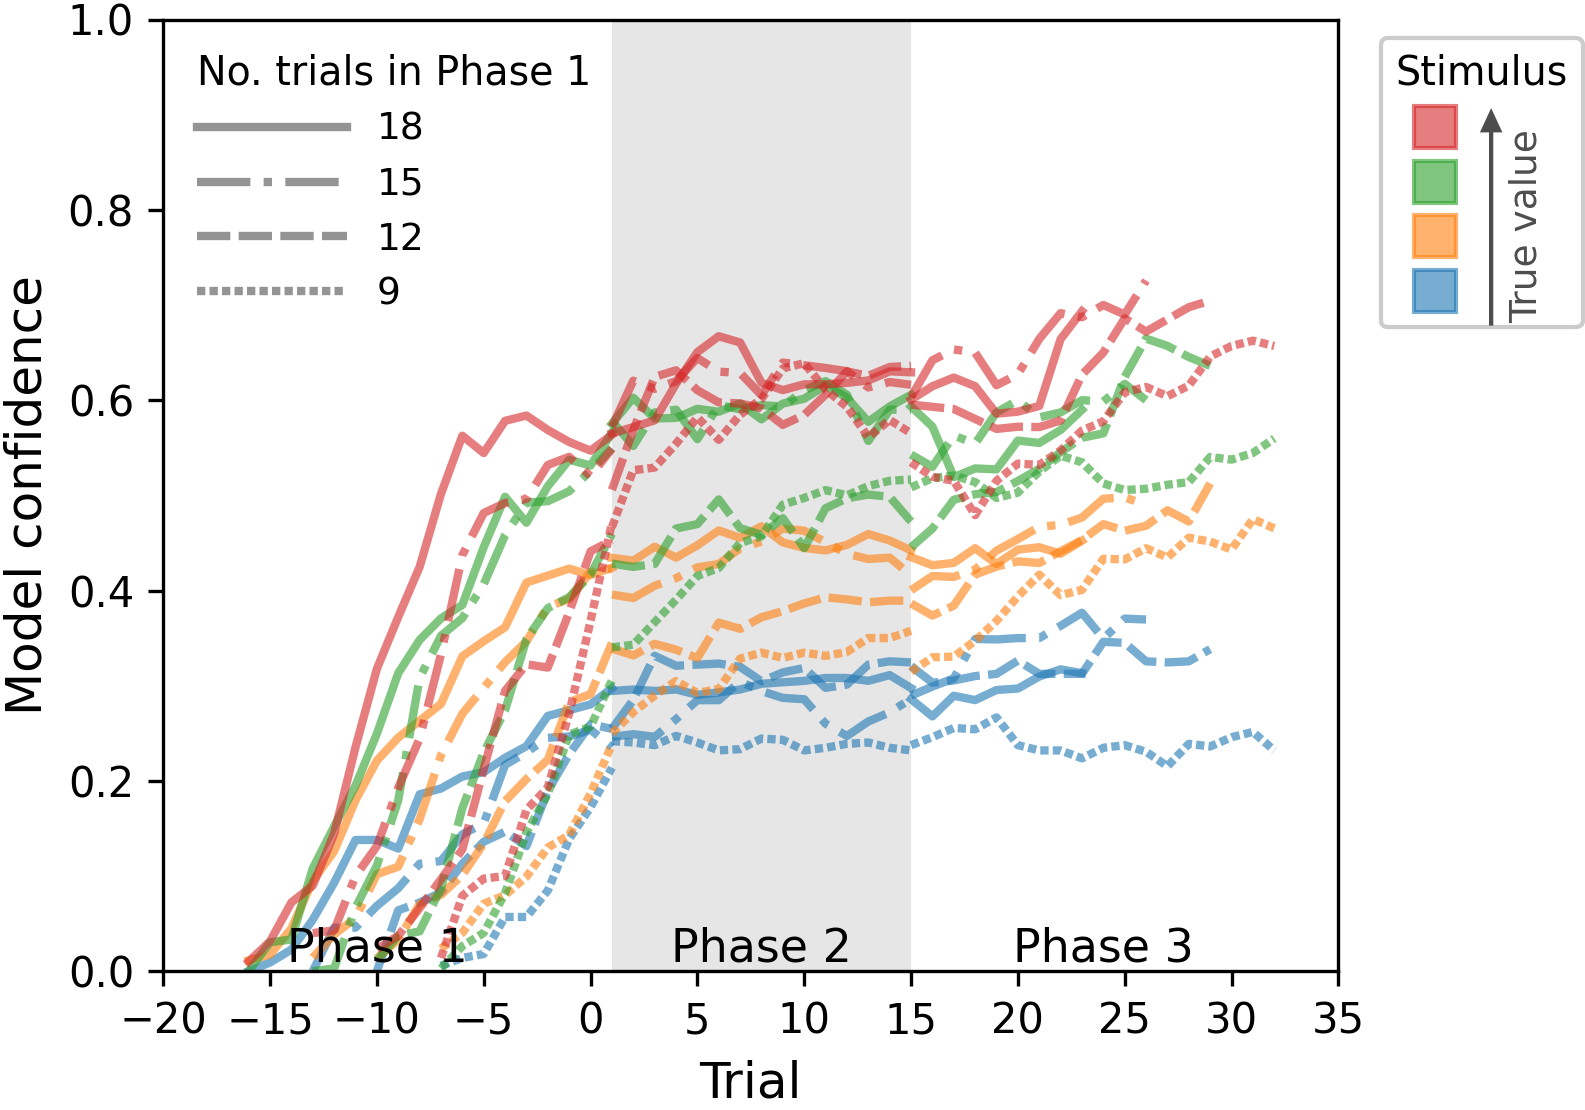 1.0
0.8
0.6
0.4
0.2
0.0
Model confidence
No. trials in Phase 1
18
15
12
9
Phase 1
Phase 2
Phase 3
−20 −15 −10 −5 0 5 10 15 20 25 30 35
Trial
Stimulus
True value